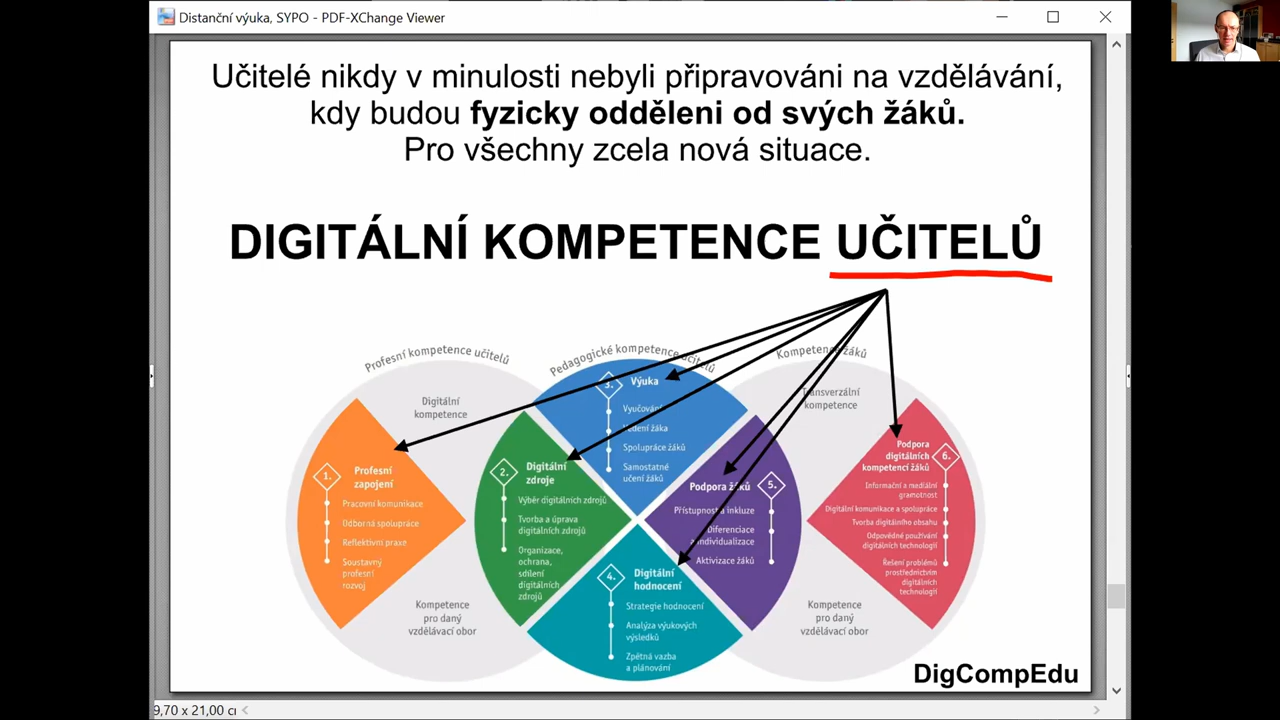 Distanční výuka, SYPO - PDF-XChange Viewer
Učitelé nikdy v minulosti nebyli připravováni na vzdělávání,
kdy budou fyzicky odděleni od svých žáků.
Pro všechny zcela nová situace.
DIGITÁLNÍ KOMPETENCE UČITELŮ
Profesní kompetence učitelů
Pedagogické kompetence učitelů
Kompetence žáků
Digitální
kompetence
Transverzální
kompetence
1.
Profesní
zapojení
Pracovní komunikace
Odborná spolupráce
Reflektivní praxe
Soustavný
profesní
rozvoj
2.
Digitální
zdroje
Výběr digitálních zdrojů
Tvorba a úprava
digitálních zdrojů
Organizace,
ochrana,
sdílení
digitálních
zdrojů
3.
Výuka
Vyučování
Vedení žáka
Spolupráce žáků
Samostatné
učení žáků
4.
Digitální
hodnocení
Strategie hodnocení
Analýza výukových
výsledků
Zpětná vazba
a plánování
5.
Podpora žáků
Přístupnost a inkluze
Diferenciace
a individualizace
Aktivizace žáků
6.
Podpora
digitálních
kompetencí žáků
Informační a mediální
gramotnost
Digitální komunikace a spolupráce
Tvorba digitálního obsahu
Odpovědné používání
digitálních technologií
Řešení problémů
prostřednictvím
digitálních
technologií
Kompetence
pro daný
vzdělávací obor
Kompetence
pro daný
vzdělávací obor
DigCompEdu
9,70 x 21,00 cı